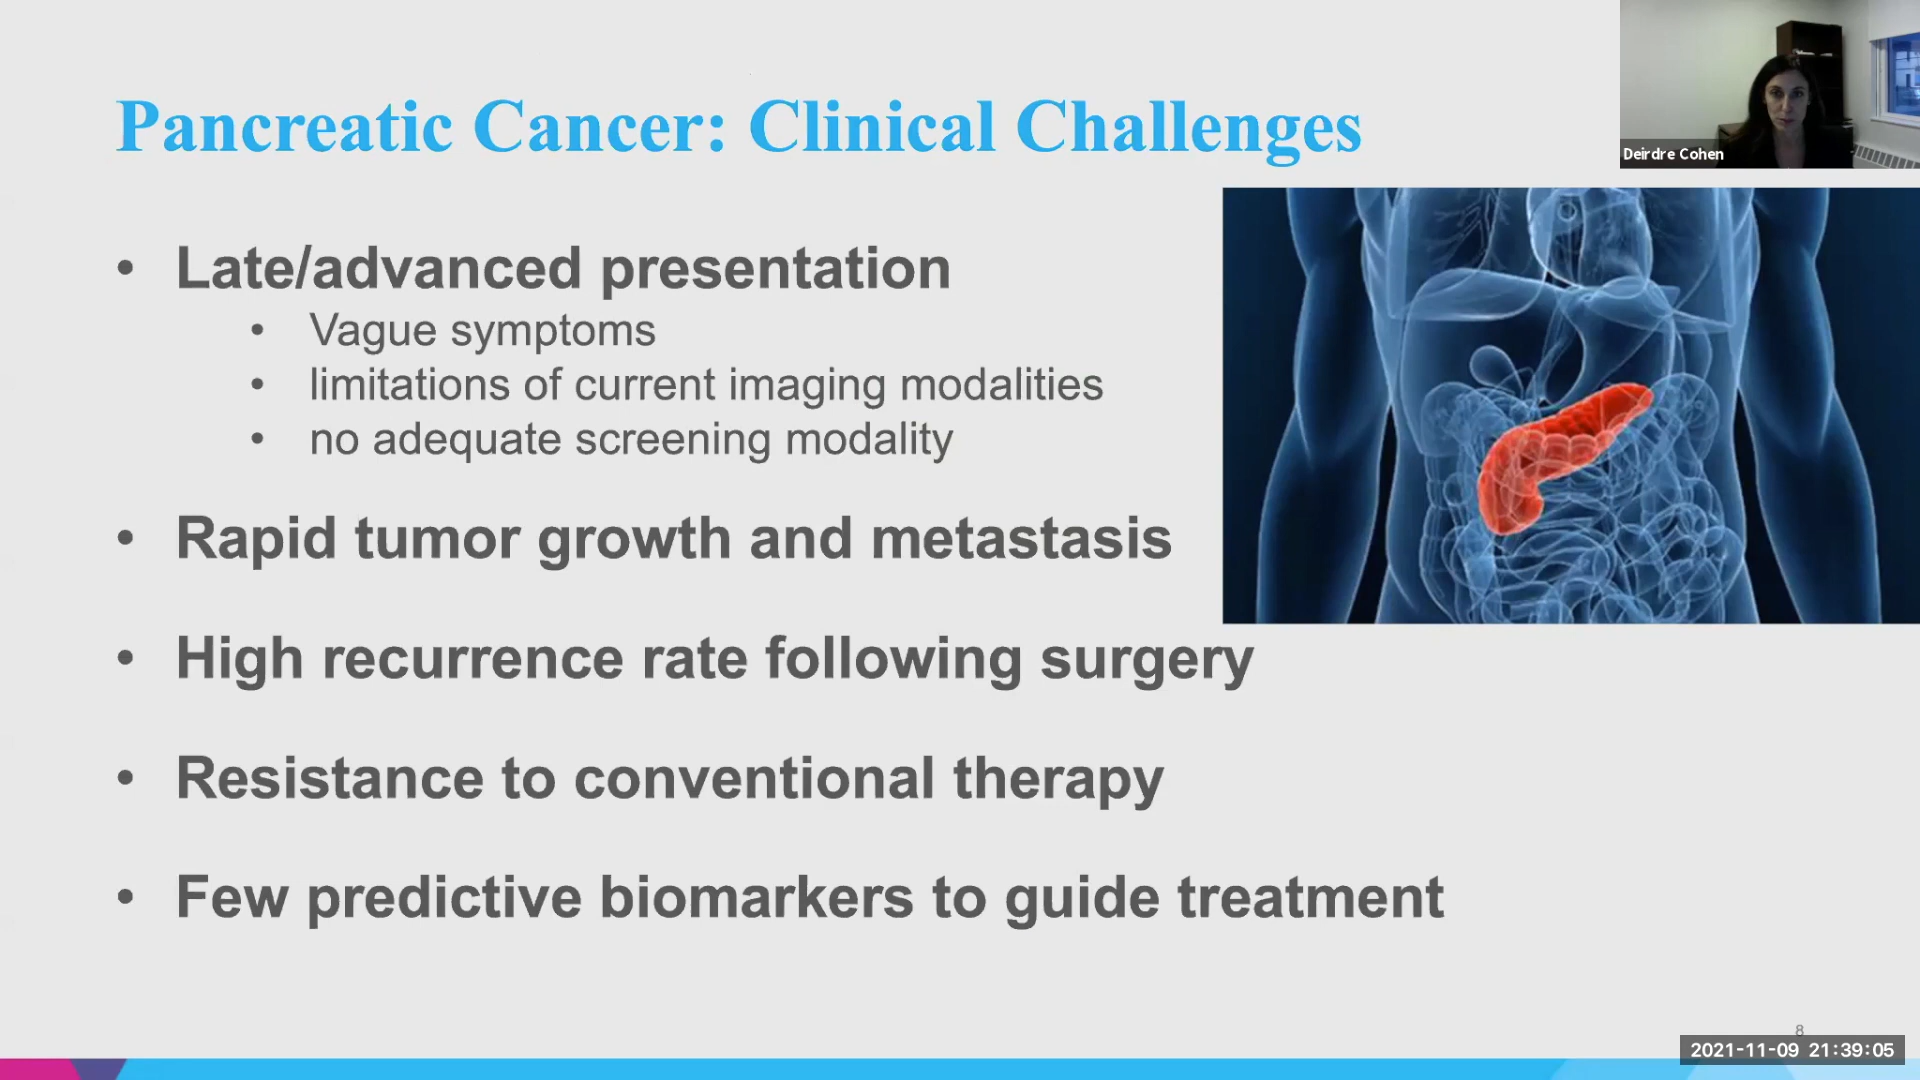 Pancreatic Cancer: Clinical Challenges
Deirdre Cohen
• Late/advanced presentation
• Vague symptoms
• limitations of current imaging modalities
• no adequate screening modality
• Rapid tumor growth and metastasis
• High recurrence rate following surgery
• Resistance to conventional therapy
• Few predictive biomarkers to guide treatment
8
2021-11-09 21:39:05